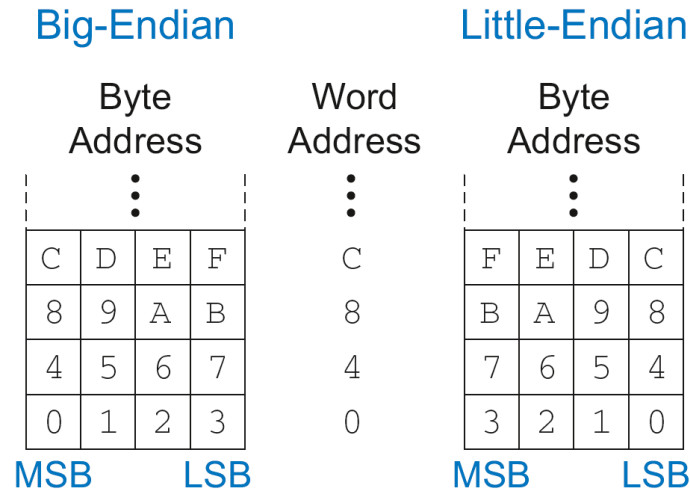 Big-Endian Little-Endian
Byte Address Word Address Byte Address
C D E F C F E D C
8 9 A B 8 B A 9 8
4 5 6 7 4 7 6 5 4
0 1 2 3 0 3 2 1 0
MSB LSB MSB LSB